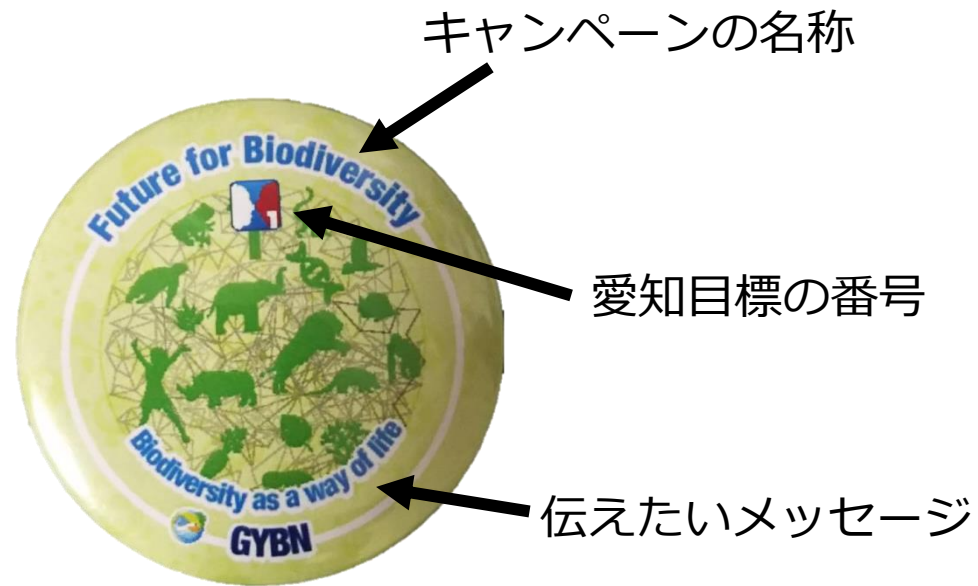 キャンペーンの名称
Future for Biodiversity
1
愛知目標の番号
Biodiversity as a way of life
伝えたいメッセージ
GYBN